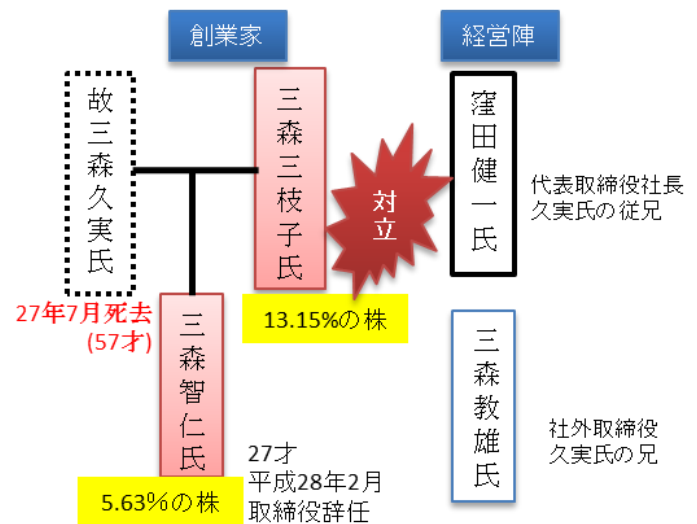 創業家
経営陣
故三森久実氏
三森三枝子氏
対立
窪田健一氏
代表取締役社長
久実氏の従兄
27年7月死去
(57才)
13.15%の株
三森智仁氏
27才
平成28年2月
取締役辞任
5.63%の株
三森教雄氏
社外取締役
久実氏の兄